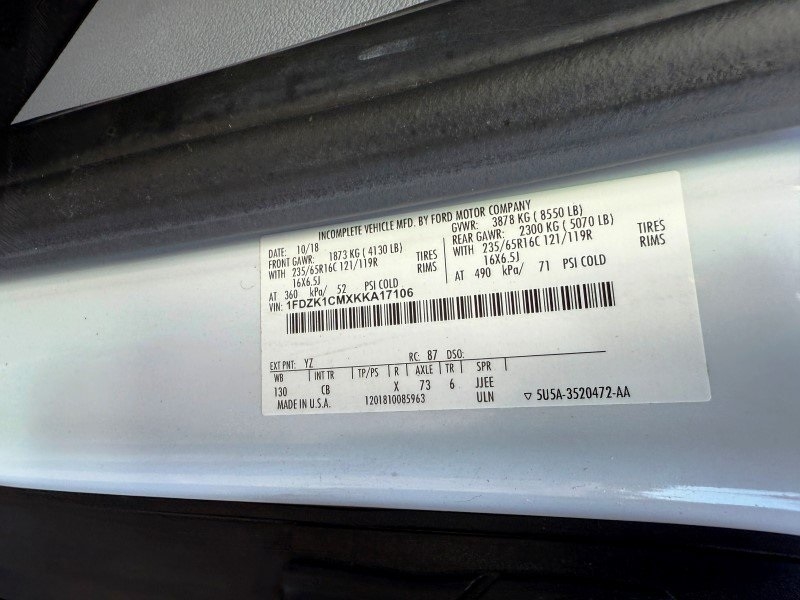 INCOMPLETE VEHICLE MFD. BY FORD MOTOR COMPANY
DATE: 10/18 GVWR: 3878 KG ( 8550 LB)
FRONT GAWR: 1873 KG ( 4130 LB) REAR GAWR: 2300 KG ( 5070 LB)
WITH 235/65R16C 121/119R TIRES WITH 235/65R16C 121/119R TIRES
16X6.5J RIMS 16X6.5J RIMS
AT 360 kPa/ 52 PSI COLD AT 490 kPa/ 71 PSI COLD
VIN: 1FDZK1CMXKKA17106
EXT PNT: YZ RC: 87 DSO:
WB INT TR TP/PS R AXLE TR SPR
130 CB X 73 6 JJEE
MADE IN U.S.A. 1201810085963 ULN ▽ 5U5A-3520472-AA